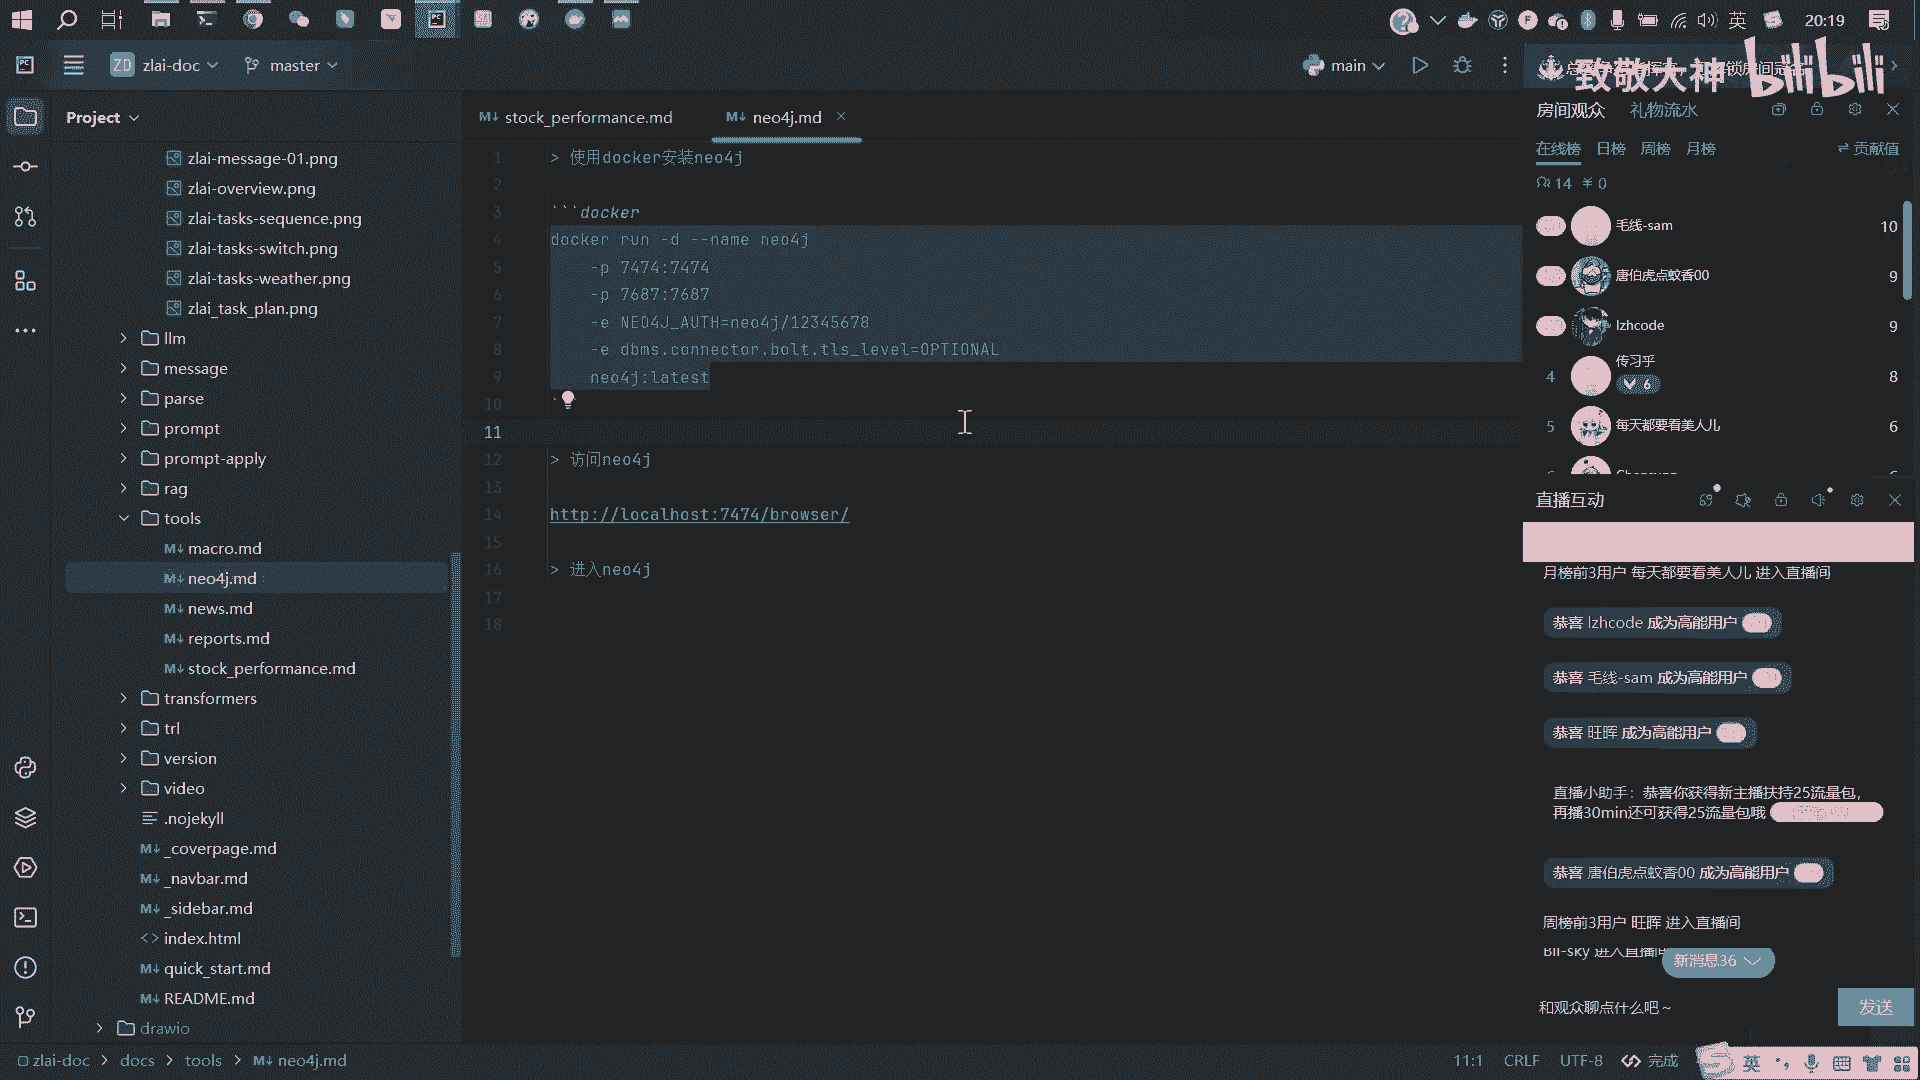 英
20:19
ZD zlai-doc
master
main
致敬大神 bilibili
Project
zlai-message-01.png
zlai-overview.png
zlai-tasks-sequence.png
zlai-tasks-switch.png
zlai-tasks-weather.png
zlai_task_plan.png
llm
message
parse
prompt
prompt-apply
rag
tools
macro.md
neo4j.md
news.md
reports.md
stock_performance.md
transformers
trl
version
video
.nojekyll
_coverpage.md
_navbar.md
_sidebar.md
index.html
quick_start.md
README.md
drawio
stock_performance.md
neo4j.md
1 > 使用docker安装neo4j
2
3 ```docker
4 docker run -d --name neo4j
5 -p 7474:7474
6 -p 7687:7687
7 -e NEO4J_AUTH=neo4j/12345678
8 -e dbms.connector.bolt.tls_level=OPTIONAL
9 neo4j:latest
10
11
12 > 访问neo4j
13
14 http://localhost:7474/browser/
15
16 > 进入neo4j
17
18
房间观众 礼物流水
在线榜 日榜 周榜 月榜 贡献值
14 ¥ 0
毛线-sam 10
唐伯虎点蚊香00 9
lzhcode 9
4 传习乎 6 8
5 每天都要看美人儿 6
直播互动
月榜前3用户 每天都要看美人儿 进入直播间
恭喜 lzhcode 成为高能用户
恭喜 毛线-sam 成为高能用户
恭喜 旺晖 成为高能用户
直播小助手：恭喜你获得新主播扶持25流量包，
再播30min还可获得25流量包哦
恭喜 唐伯虎点蚊香00 成为高能用户
周榜前3用户 旺晖 进入直播间
Bil-sky 进入直播间
新消息36
和观众聊点什么吧~
发送
zlai-doc > docs > tools > neo4j.md
11:1 CRLF UTF-8 完成
英